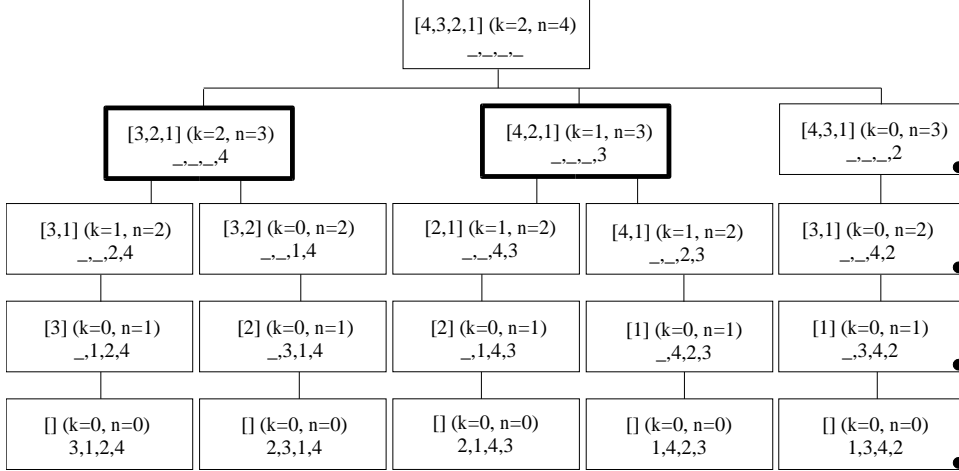 [4,3,2,1] (k=2, n=4)
_,_,_,_
[3,2,1] (k=2, n=3)
_,_,_,4
[4,2,1] (k=1, n=3)
_,_,_,3
[4,3,1] (k=0, n=3)
_,_,_,2
[3,1] (k=1, n=2)
_,_,2,4
[3,2] (k=0, n=2)
_,_,1,4
[2,1] (k=1, n=2)
_,_,4,3
[4,1] (k=1, n=2)
_,_,2,3
[3,1] (k=0, n=2)
_,_,4,2
[3] (k=0, n=1)
_,1,2,4
[2] (k=0, n=1)
_,3,1,4
[2] (k=0, n=1)
_,1,4,3
[1] (k=0, n=1)
_,4,2,3
[1] (k=0, n=1)
_,3,4,2
[] (k=0, n=0)
3,1,2,4
[] (k=0, n=0)
2,3,1,4
[] (k=0, n=0)
2,1,4,3
[] (k=0, n=0)
1,4,2,3
[] (k=0, n=0)
1,3,4,2